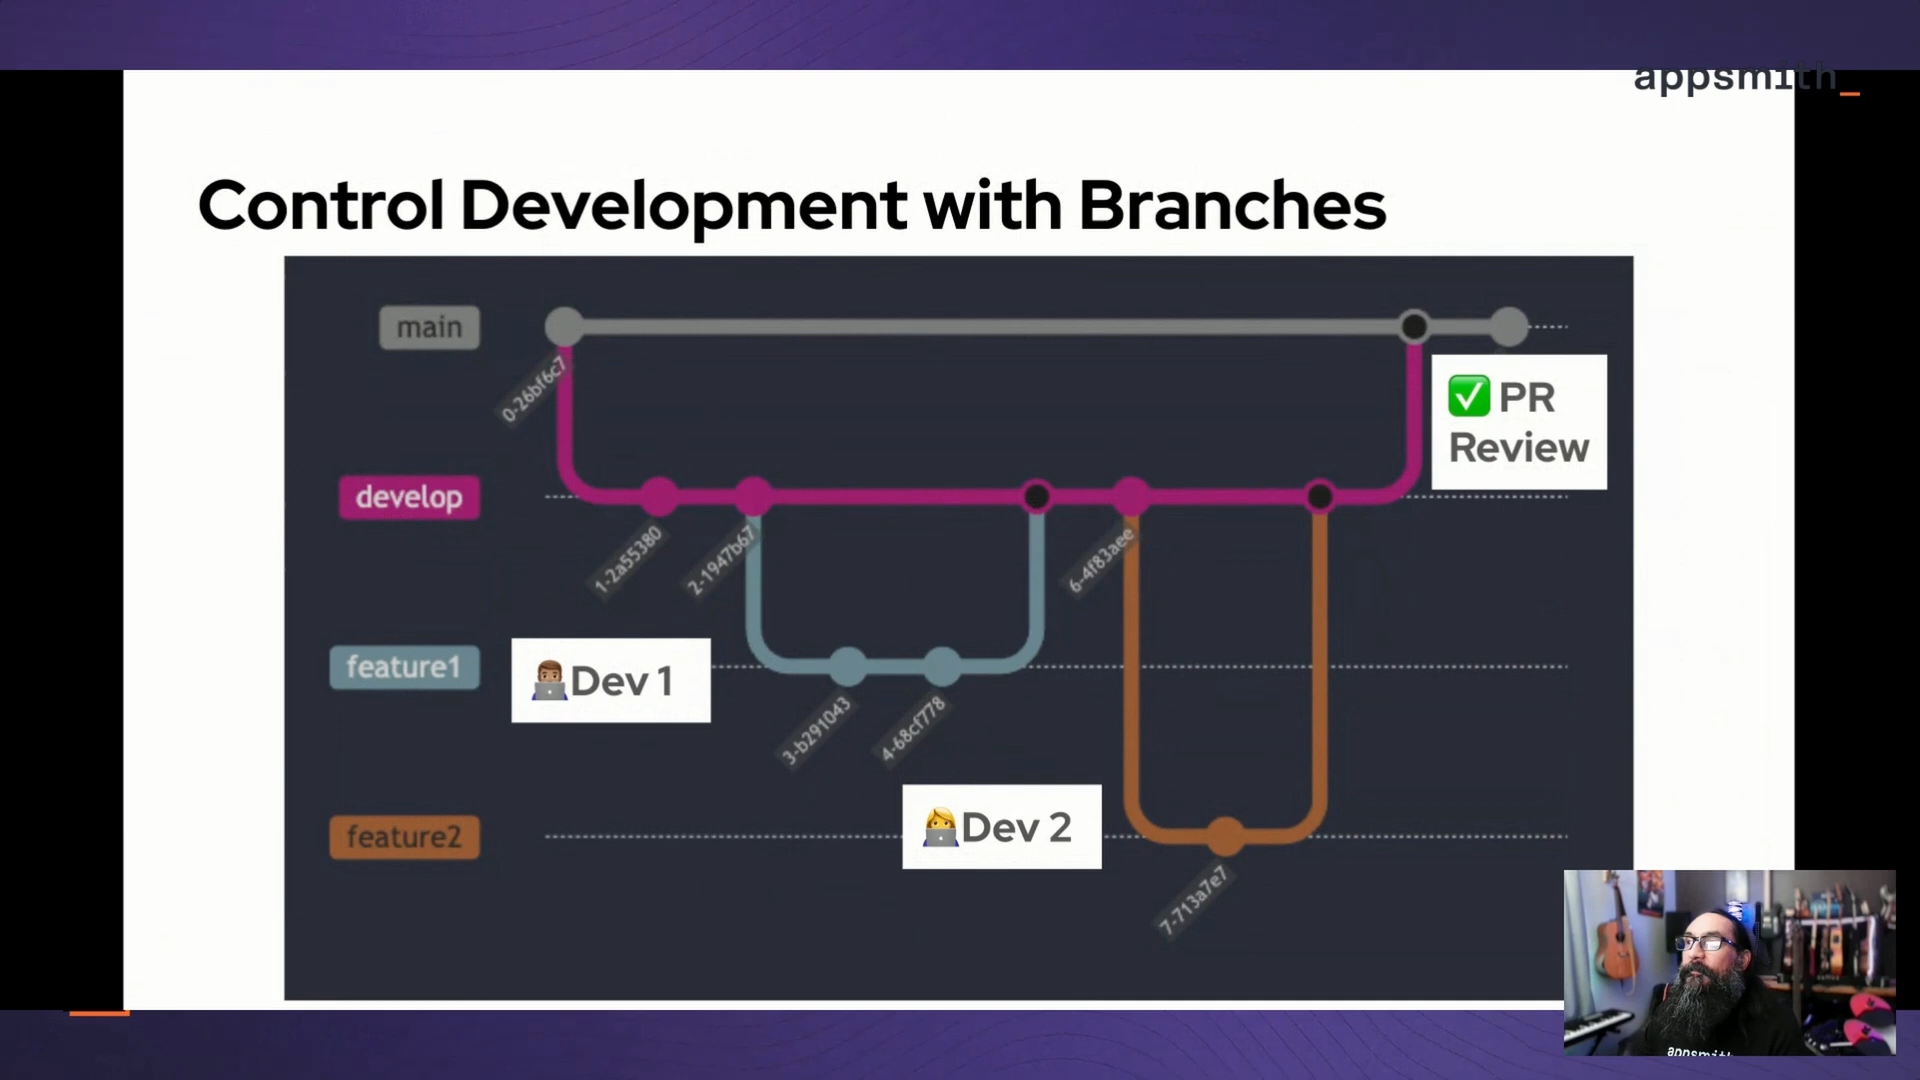 appsmith_
Control Development with Branches
main
0-26bf6c7
✅ PR
Review
develop
1-2a55380
2-1947b67
6-4f83aee
feature1
Dev 1
3-b291043
4-68cf778
Dev 2
feature2
7-713a7e7
appsmith